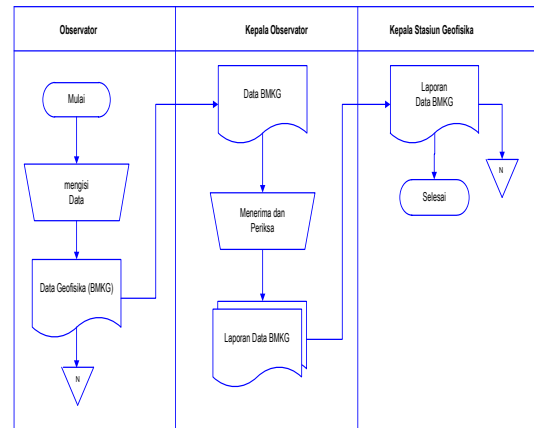 Observator
Kepala Observator
Kepala Stasiun Geofisika
Mulai
mengisi
Data
Data Geofisika (BMKG)
N
Data BMKG
Menerima dan
Periksa
Laporan Data BMKG
Laporan
Data BMKG
N
Selesai